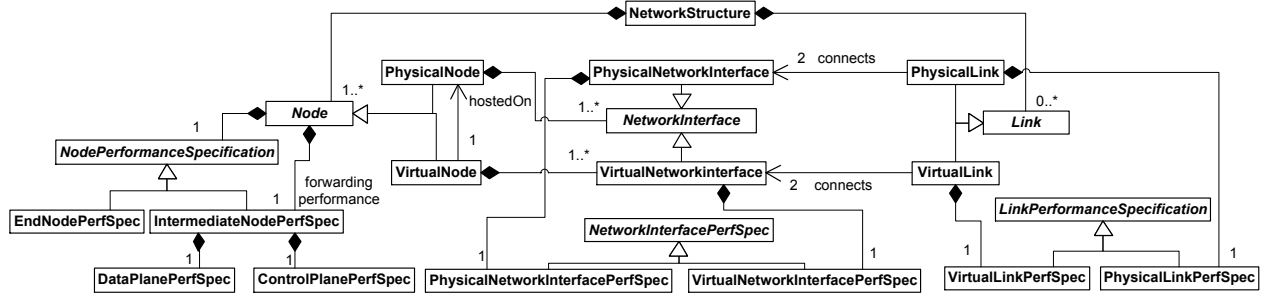 NetworkStructure
2 connects
PhysicalNode
PhysicalNetworkInterface
PhysicalLink
1..*
hostedOn
1..*
0..*
Node
NetworkInterface
Link
1
1
NodePerformanceSpecification
1..*
VirtualNode
VirtualNetworkinterface
VirtualLink
forwarding
performance
2 connects
1
EndNodePerfSpec
IntermediateNodePerfSpec
LinkPerformanceSpecification
NetworkInterfacePerfSpec
1
1
1
1
1
1
DataPlanePerfSpec
ControlPlanePerfSpec
PhysicalNetworkInterfacePerfSpec
VirtualNetworkInterfacePerfSpec
VirtualLinkPerfSpec
PhysicalLinkPerfSpec